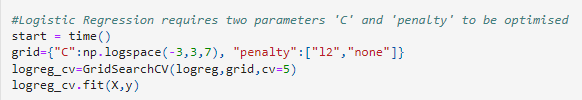 #Logistic Regression requires two parameters 'C' and 'penalty' to be optimised
start = time()
grid={"C":np.logspace(-3,3,7), "penalty":["l2","none"]}
logreg_cv=GridSearchCV(logreg,grid,cv=5)
logreg_cv.fit(X,y)